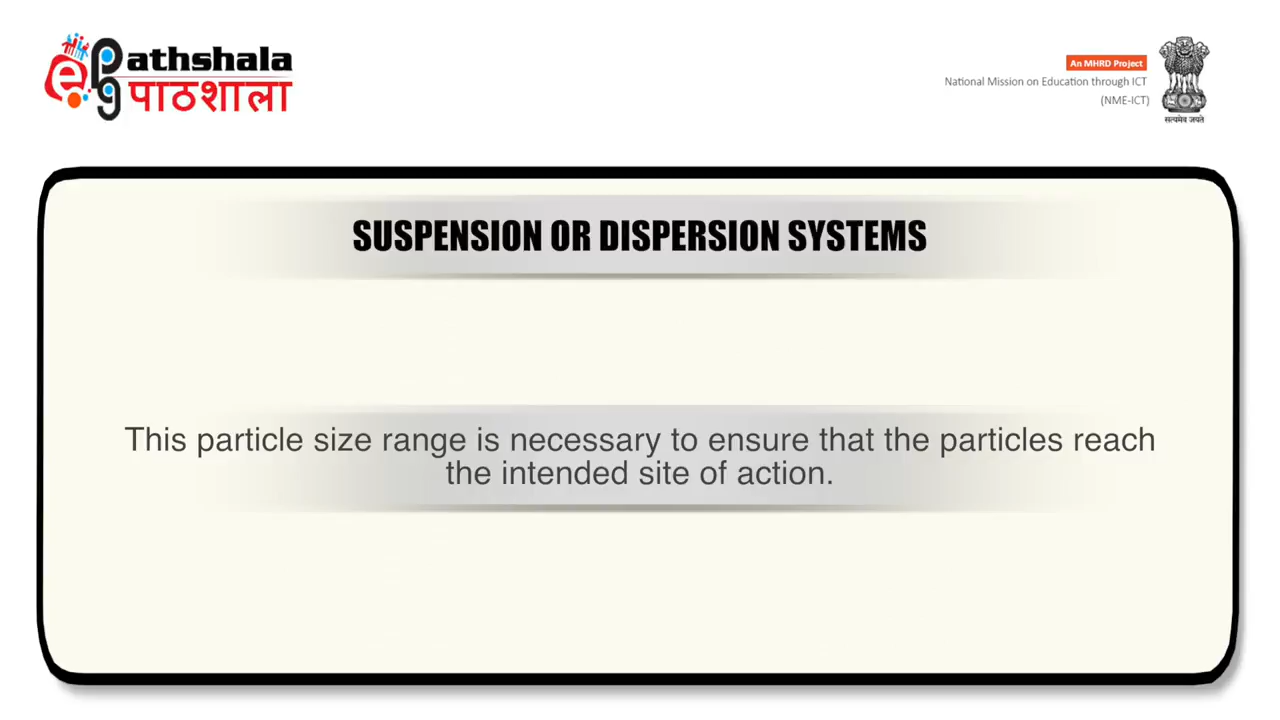 e Pg athshala
पाठशाला
An MHRD Project
National Mission on Education through ICT
(NME-ICT)
सत्यमेव जयते
SUSPENSION OR DISPERSION SYSTEMS
This particle size range is necessary to ensure that the particles reach
the intended site of action.